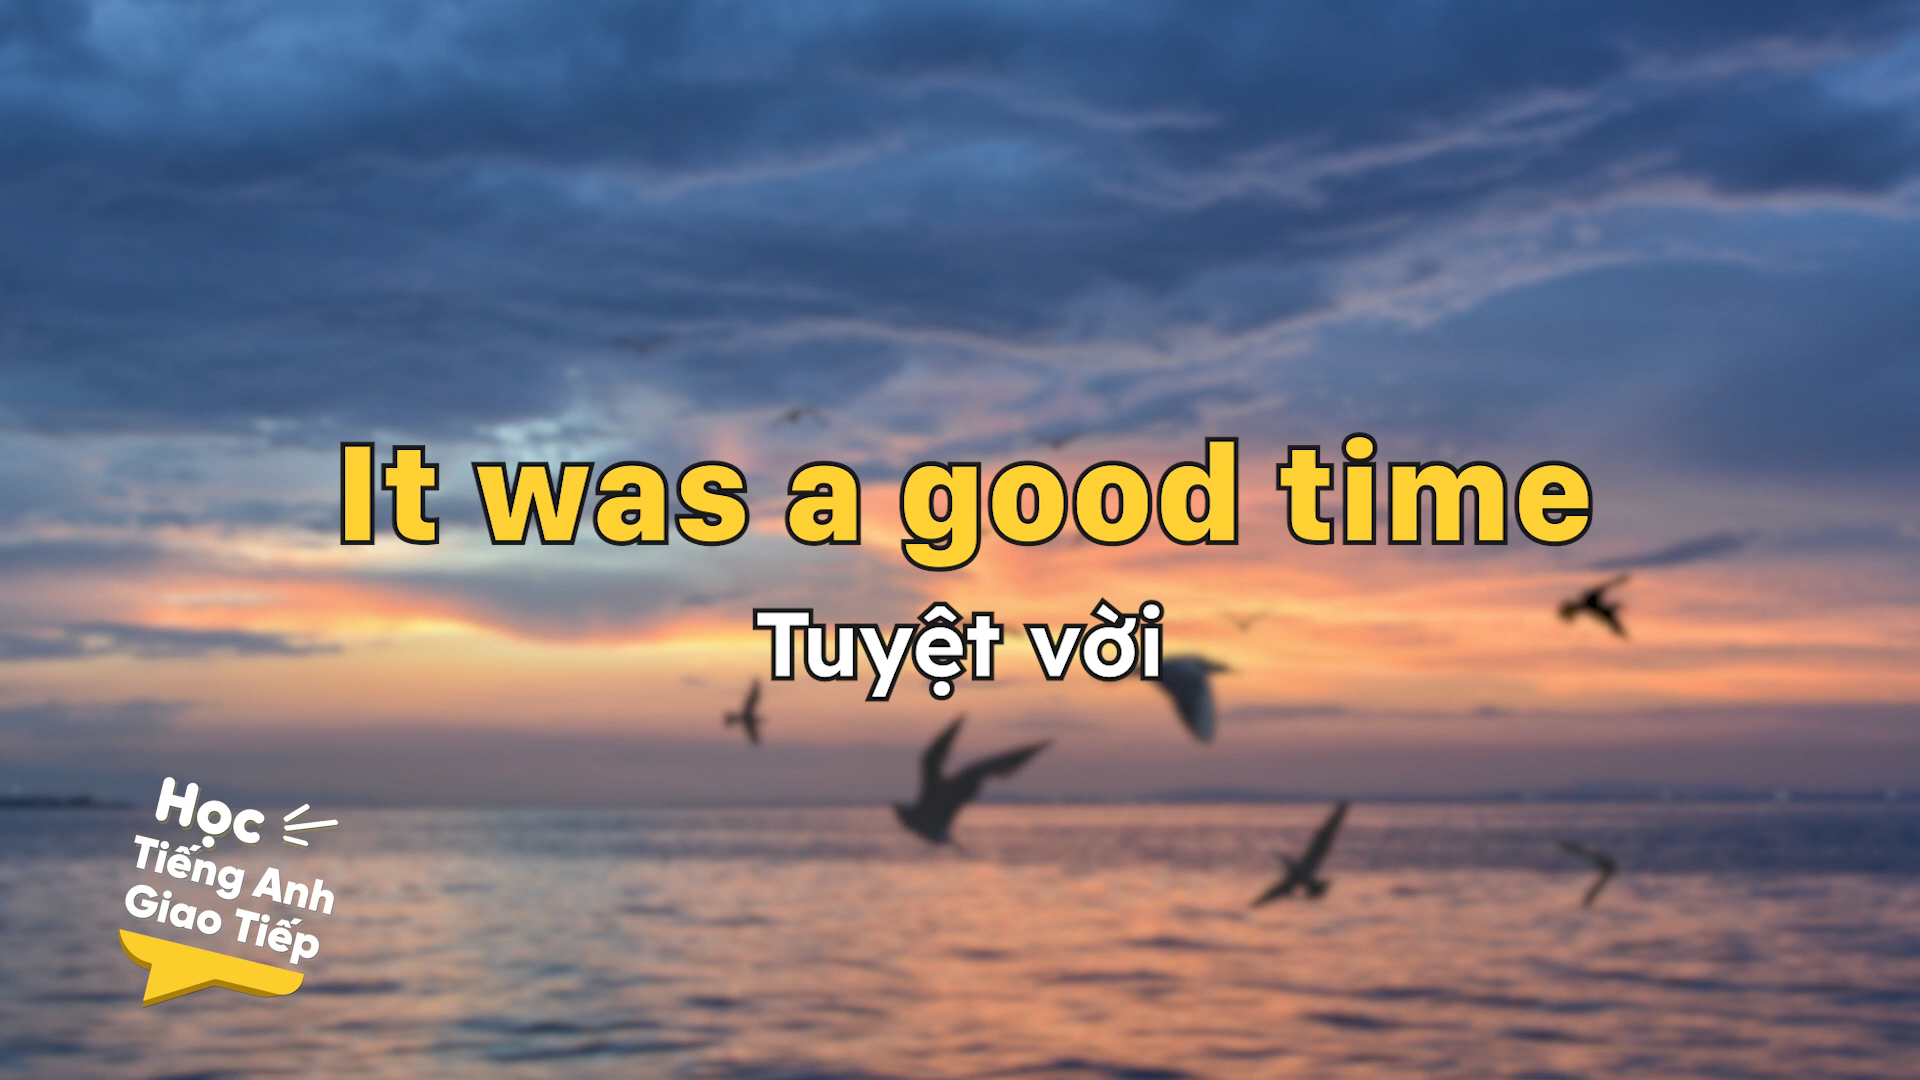 It was a good time
Tuyệt vời
Học
Tiếng Anh
Giao Tiếp